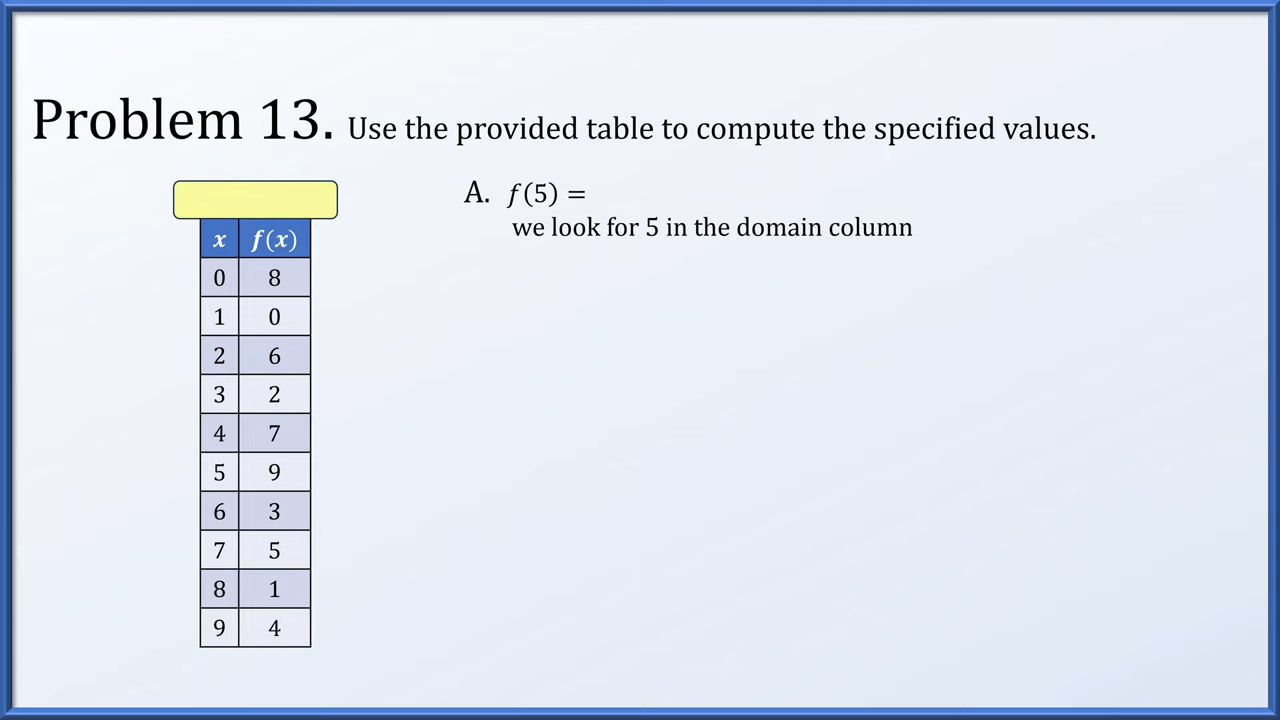 Problem 13. Use the provided table to compute the specified values.
A. f(5) =
we look for 5 in the domain column
x f(x)
0 8
1 0
2 6
3 2
4 7
5 9
6 3
7 5
8 1
9 4